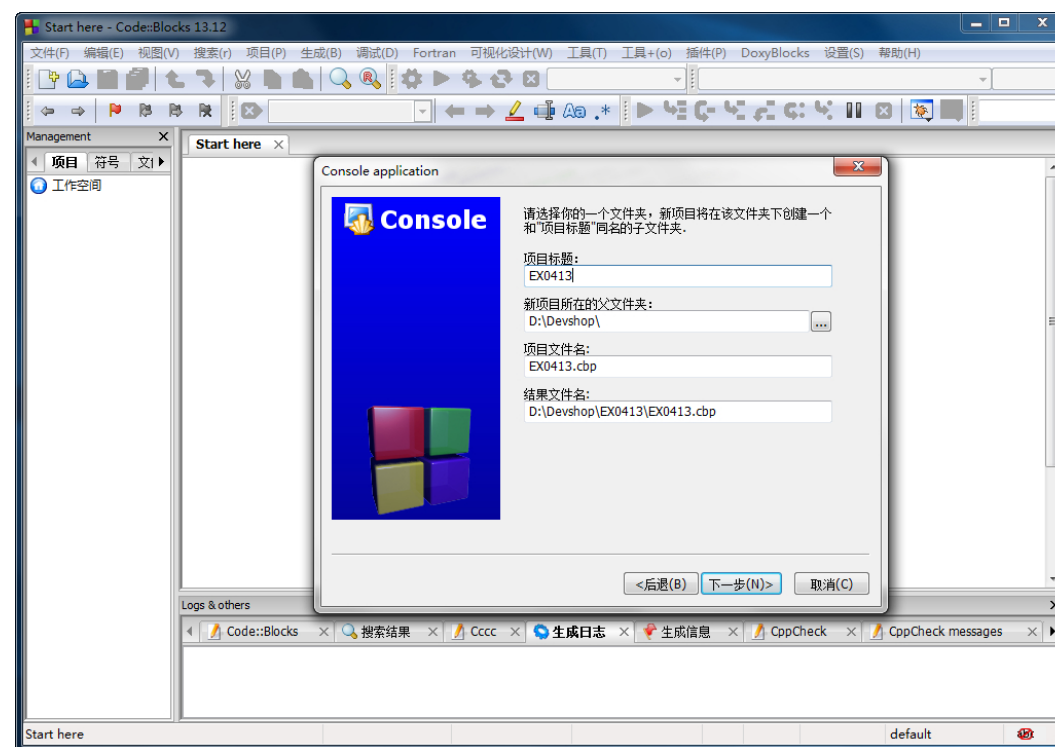 Start here - Code::Blocks 13.12
文件(F) 编辑(E) 视图(V) 搜索(r) 项目(P) 生成(B) 调试(D) Fortran 可视化设计(W) 工具(T) 工具+(o) 插件(P) DoxyBlocks 设置(S) 帮助(H)
Management
Start here
项目 符号 文
工作空间
Console application
Console
请选择你的一个文件夹，新项目将在该文件夹下创建一个
和"项目标题"同名的子文件夹.
项目标题:
EX0413
新项目所在的父文件夹:
D:\Devshop\
...
项目文件名:
EX0413.cbp
结果文件名:
D:\Devshop\EX0413\EX0413.cbp
<后退(B) 下一步(N)> 取消(C)
Logs & others
Code::Blocks 搜索结果 Cccc 生成日志 生成信息 CppCheck CppCheck messages
Start here default